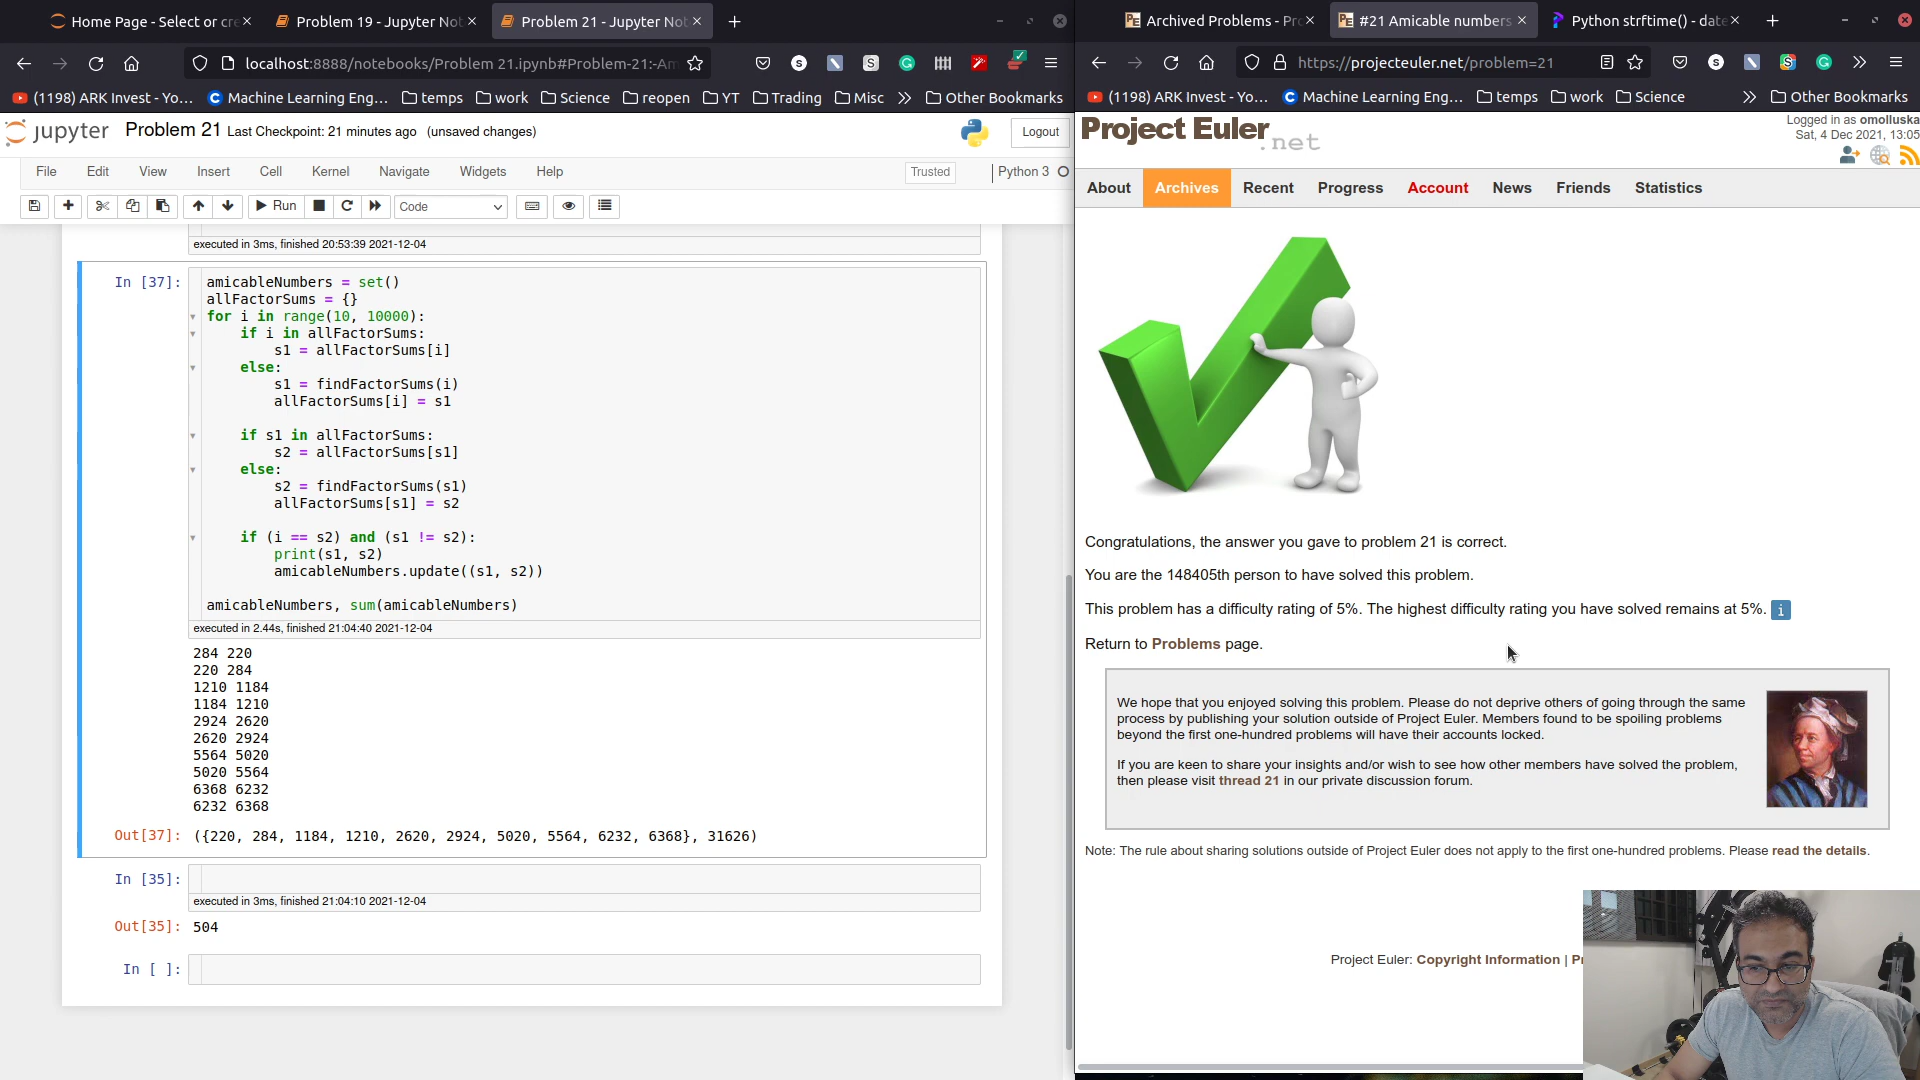 Home Page - Select or cre
Problem 19 - Jupyter Not
Problem 21 - Jupyter Not
localhost:8888/notebooks/Problem 21.ipynb#Problem-21:-Am
(1198) ARK Invest - Yo...
Machine Learning Eng...
temps
work
Science
reopen
YT
Trading
Misc
Other Bookmarks
jupyter
Problem 21
Last Checkpoint: 21 minutes ago
(unsaved changes)
Logout
File
Edit
View
Insert
Cell
Kernel
Navigate
Widgets
Help
Trusted
Python 3
Run
Code
executed in 3ms, finished 20:53:39 2021-12-04
In [37]:
amicableNumbers = set()
allFactorSums = {}
for i in range(10, 10000):
if i in allFactorSums:
s1 = allFactorSums[i]
else:
s1 = findFactorSums(i)
allFactorSums[i] = s1
if s1 in allFactorSums:
s2 = allFactorSums[s1]
else:
s2 = findFactorSums(s1)
allFactorSums[s1] = s2
if (i == s2) and (s1 != s2):
print(s1, s2)
amicableNumbers.update((s1, s2))
amicableNumbers, sum(amicableNumbers)
executed in 2.44s, finished 21:04:40 2021-12-04
284 220
220 284
1210 1184
1184 1210
2924 2620
2620 2924
5564 5020
5020 5564
6368 6232
6232 6368
Out[37]: ({220, 284, 1184, 1210, 2620, 2924, 5020, 5564, 6232, 6368}, 31626)
In [35]:
executed in 3ms, finished 21:04:10 2021-12-04
Out[35]: 504
In [ ]:
Archived Problems - Pro
#21 Amicable numbers
Python strftime() - date
https://projecteuler.net/problem=21
(1198) ARK Invest - Yo...
Machine Learning Eng...
temps
work
Science
Other Bookmarks
Project Euler
.net
Logged in as omolluska
Sat, 4 Dec 2021, 13:05
About
Archives
Recent
Progress
Account
News
Friends
Statistics
Congratulations, the answer you gave to problem 21 is correct.
You are the 148405th person to have solved this problem.
This problem has a difficulty rating of 5%. The highest difficulty rating you have solved remains at 5%. i
Return to Problems page.
We hope that you enjoyed solving this problem. Please do not deprive others of going through the same
process by publishing your solution outside of Project Euler. Members found to be spoiling problems
beyond the first one-hundred problems will have their accounts locked.
If you are keen to share your insights and/or wish to see how other members have solved the problem,
then please visit thread 21 in our private discussion forum.
Note: The rule about sharing solutions outside of Project Euler does not apply to the first one-hundred problems. Please read the details.
Project Euler: Copyright Information |